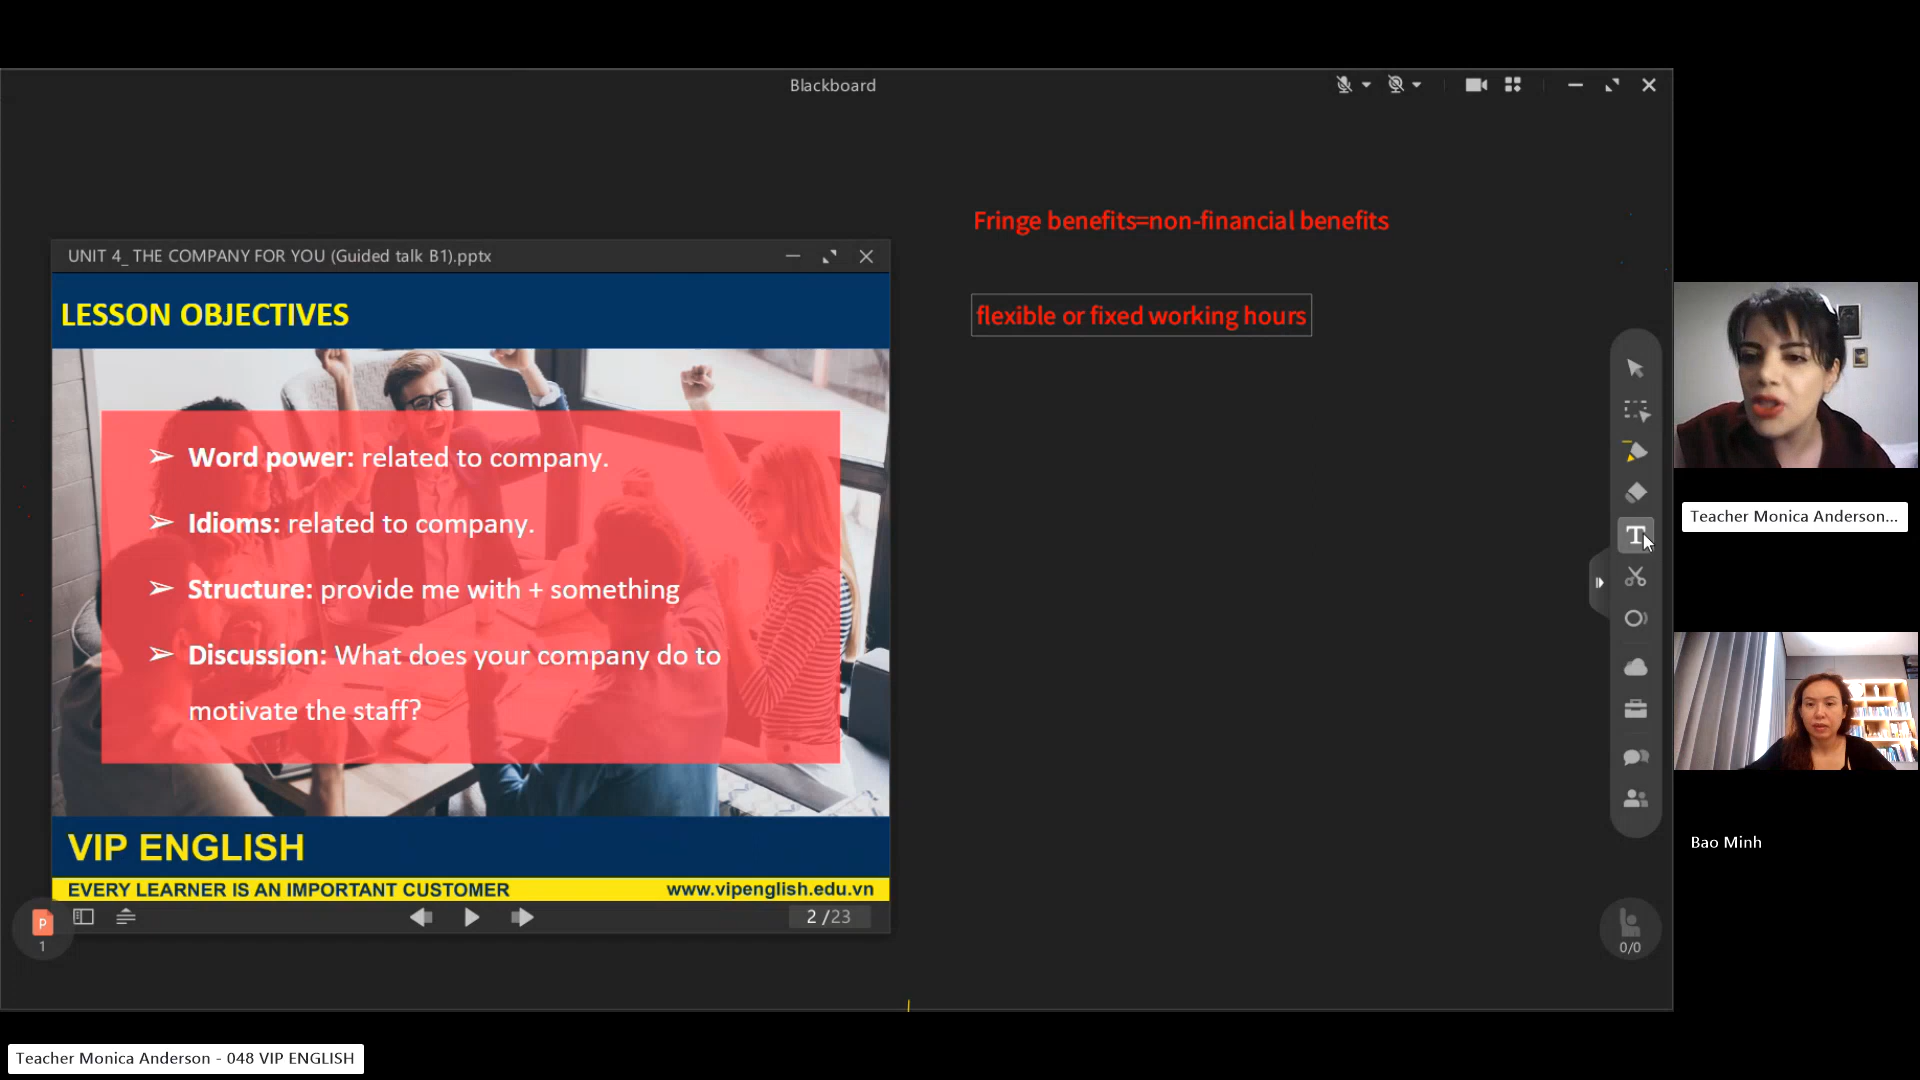 Blackboard
Fringe benefits=non-financial benefits
flexible or fixed working hours
UNIT 4_ THE COMPANY FOR YOU (Guided talk B1).pptx
LESSON OBJECTIVES
➢ Word power: related to company.
➢ Idioms: related to company.
➢ Structure: provide me with + something
➢ Discussion: What does your company do to
motivate the staff?
VIP ENGLISH
EVERY LEARNER IS AN IMPORTANT CUSTOMER www.vipenglish.edu.vn
P
1
2 /23
T
0/0
Teacher Monica Anderson...
Bao Minh
Teacher Monica Anderson - 048 VIP ENGLISH